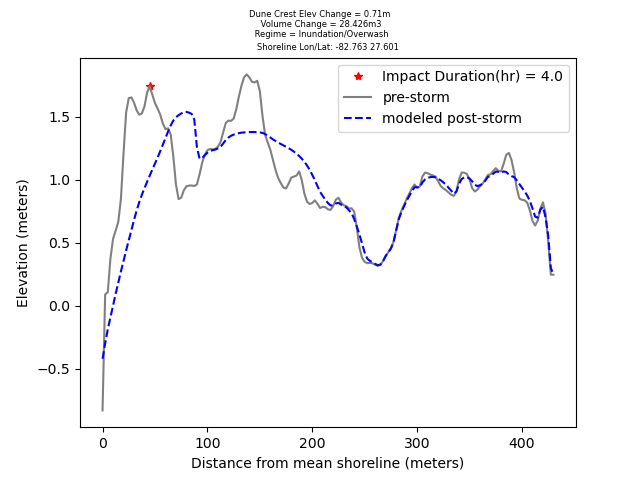 Dune Crest Elev Change = 0.71m
Volume Change = 28.426m3
Regime = Inundation/Overwash
Shoreline Lon/Lat: -82.763 27.601
Impact Duration(hr) = 4.0
pre-storm
modeled post-storm
Elevation (meters)
1.5
1.0
0.5
0.0
−0.5
0 100 200 300 400
Distance from mean shoreline (meters)